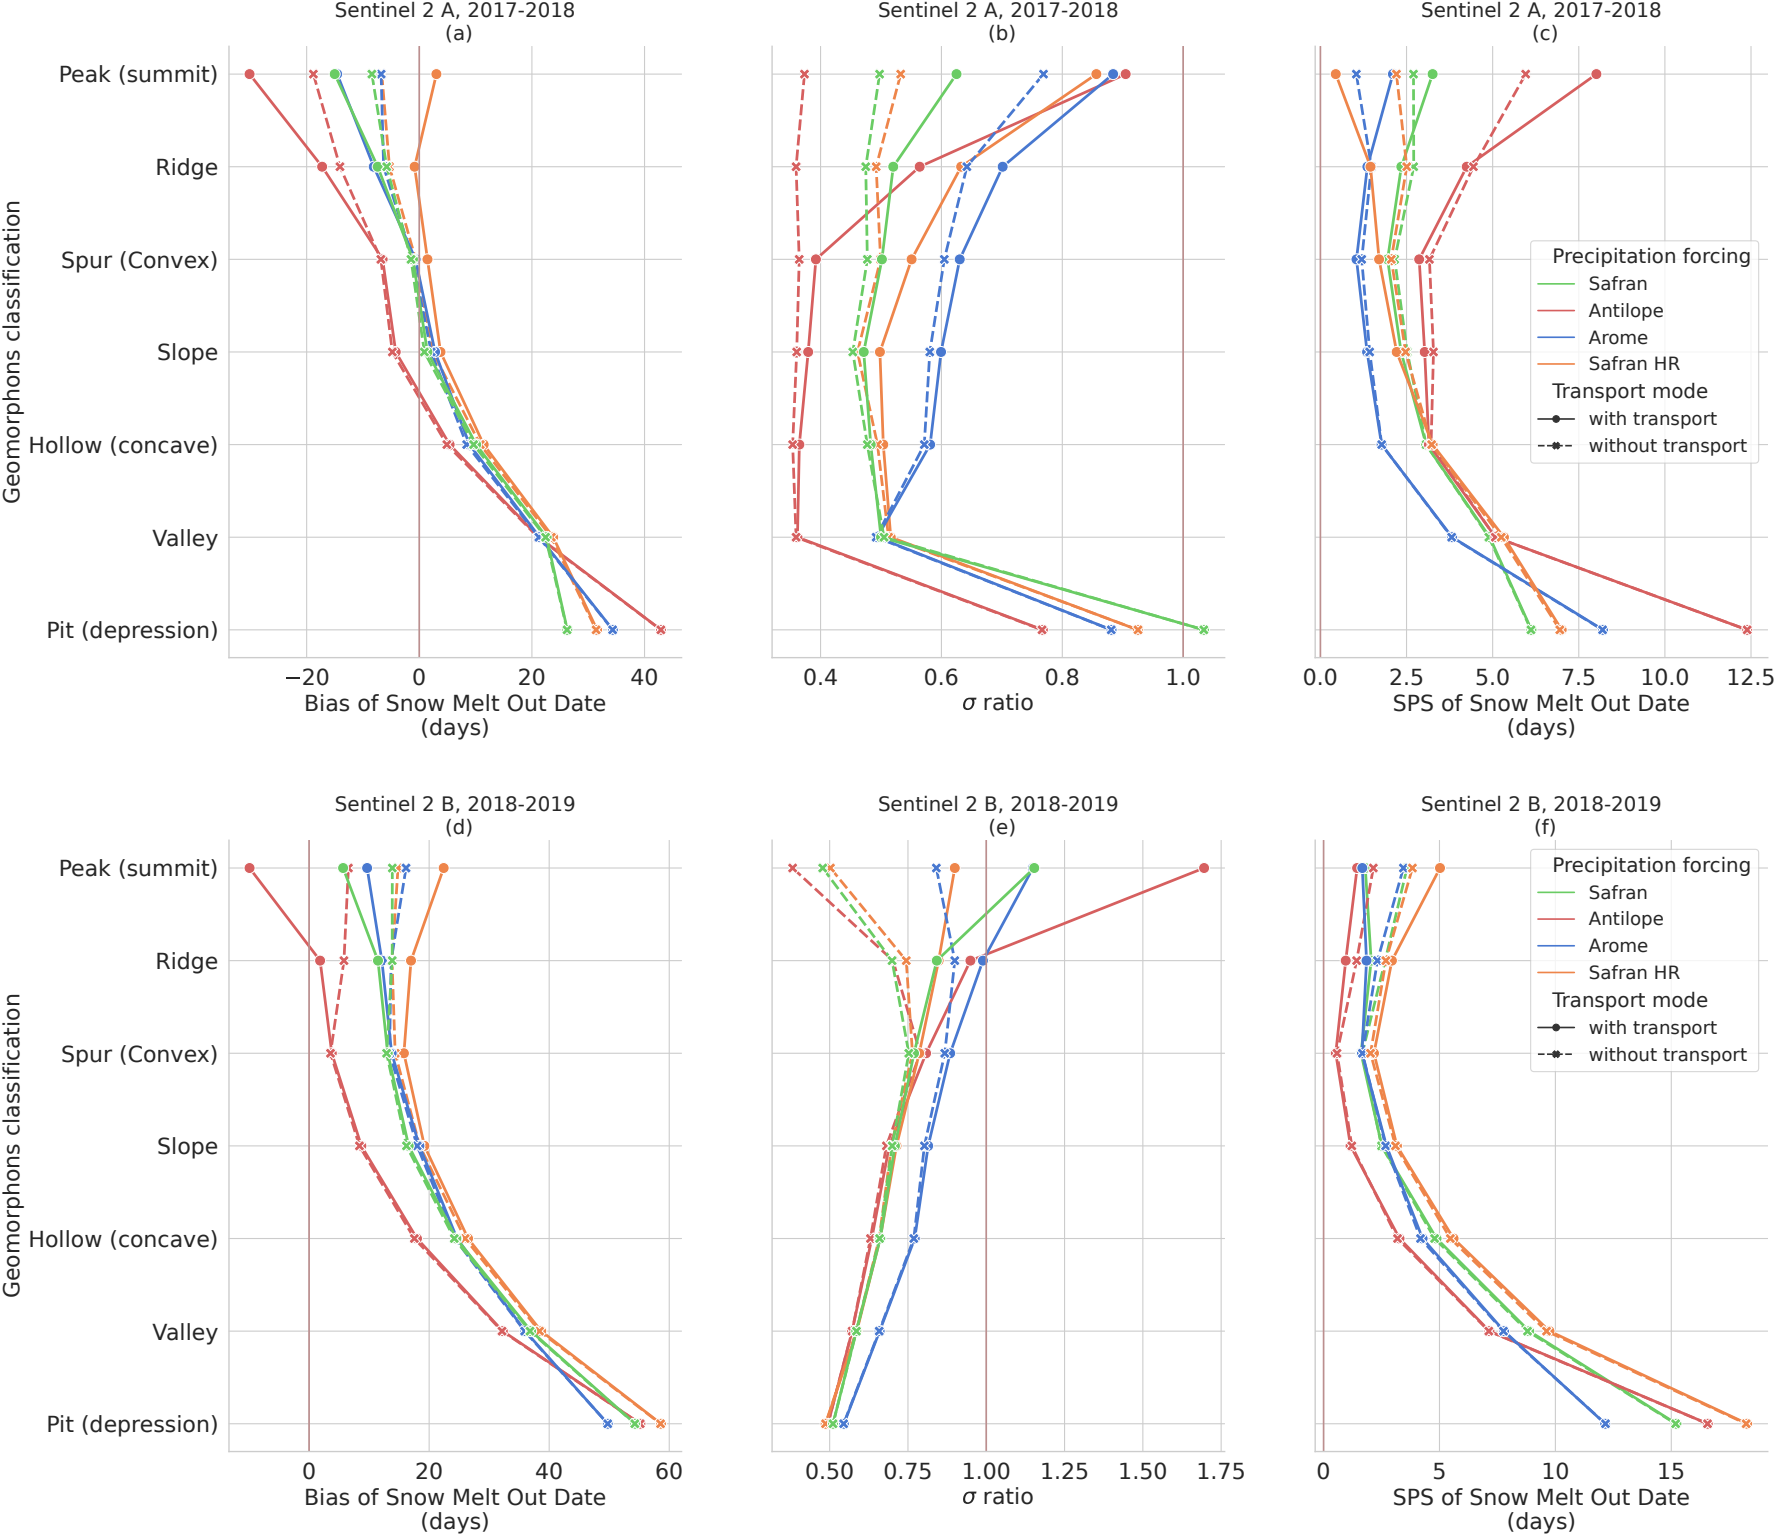 Sentinel 2 A, 2017-2018
(a)
Sentinel 2 A, 2017-2018
(b)
Sentinel 2 A, 2017-2018
(c)
Geomorphons classification
Peak (summit)
Ridge
Spur (Convex)
Slope
Hollow (concave)
Valley
Pit (depression)
Precipitation forcing
Safran
Antilope
Arome
Safran HR
Transport mode
with transport
without transport
−20 0 20 40
Bias of Snow Melt Out Date
(days)
0.4 0.6 0.8 1.0
σ ratio
0.0 2.5 5.0 7.5 10.0 12.5
SPS of Snow Melt Out Date
(days)
Sentinel 2 B, 2018-2019
(d)
Sentinel 2 B, 2018-2019
(e)
Sentinel 2 B, 2018-2019
(f)
Geomorphons classification
Peak (summit)
Ridge
Spur (Convex)
Slope
Hollow (concave)
Valley
Pit (depression)
Precipitation forcing
Safran
Antilope
Arome
Safran HR
Transport mode
with transport
without transport
0 20 40 60
Bias of Snow Melt Out Date
(days)
0.50 0.75 1.00 1.25 1.50 1.75
σ ratio
0 5 10 15
SPS of Snow Melt Out Date
(days)